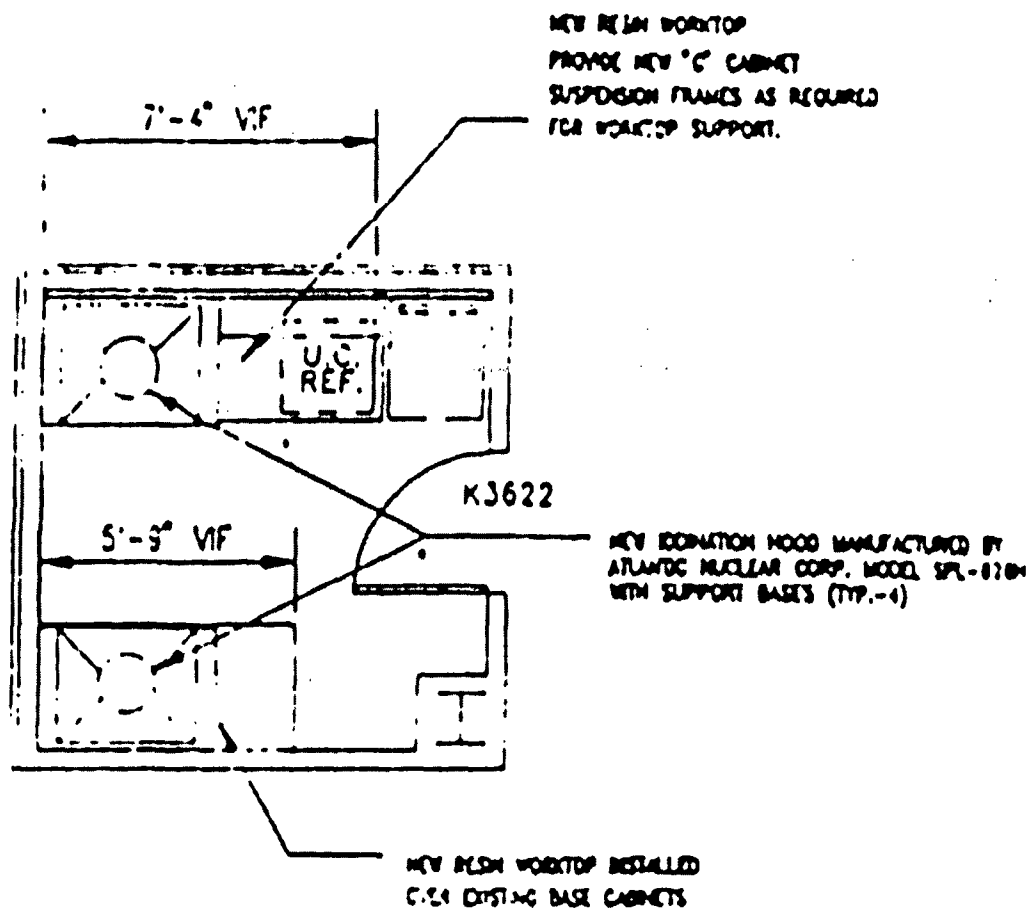 NEW RESIN WORKTOP
PROVIDE NEW "C" CABINET
SUSPENSION FRAMES AS REQUIRED
FOR WORKTOP SUPPORT.
7'-4" VIF
U.C.
REF.
K3622
5'-9" VIF
NEW IODINATION HOOD MANUFACTURED BY
ATLANTIC NUCLEAR CORP. MODEL
WITH SUPPORT BASES (TYP.-4)
NEW RESIN WORKTOP INSTALLED
OVER EXISTING BASE CABINETS